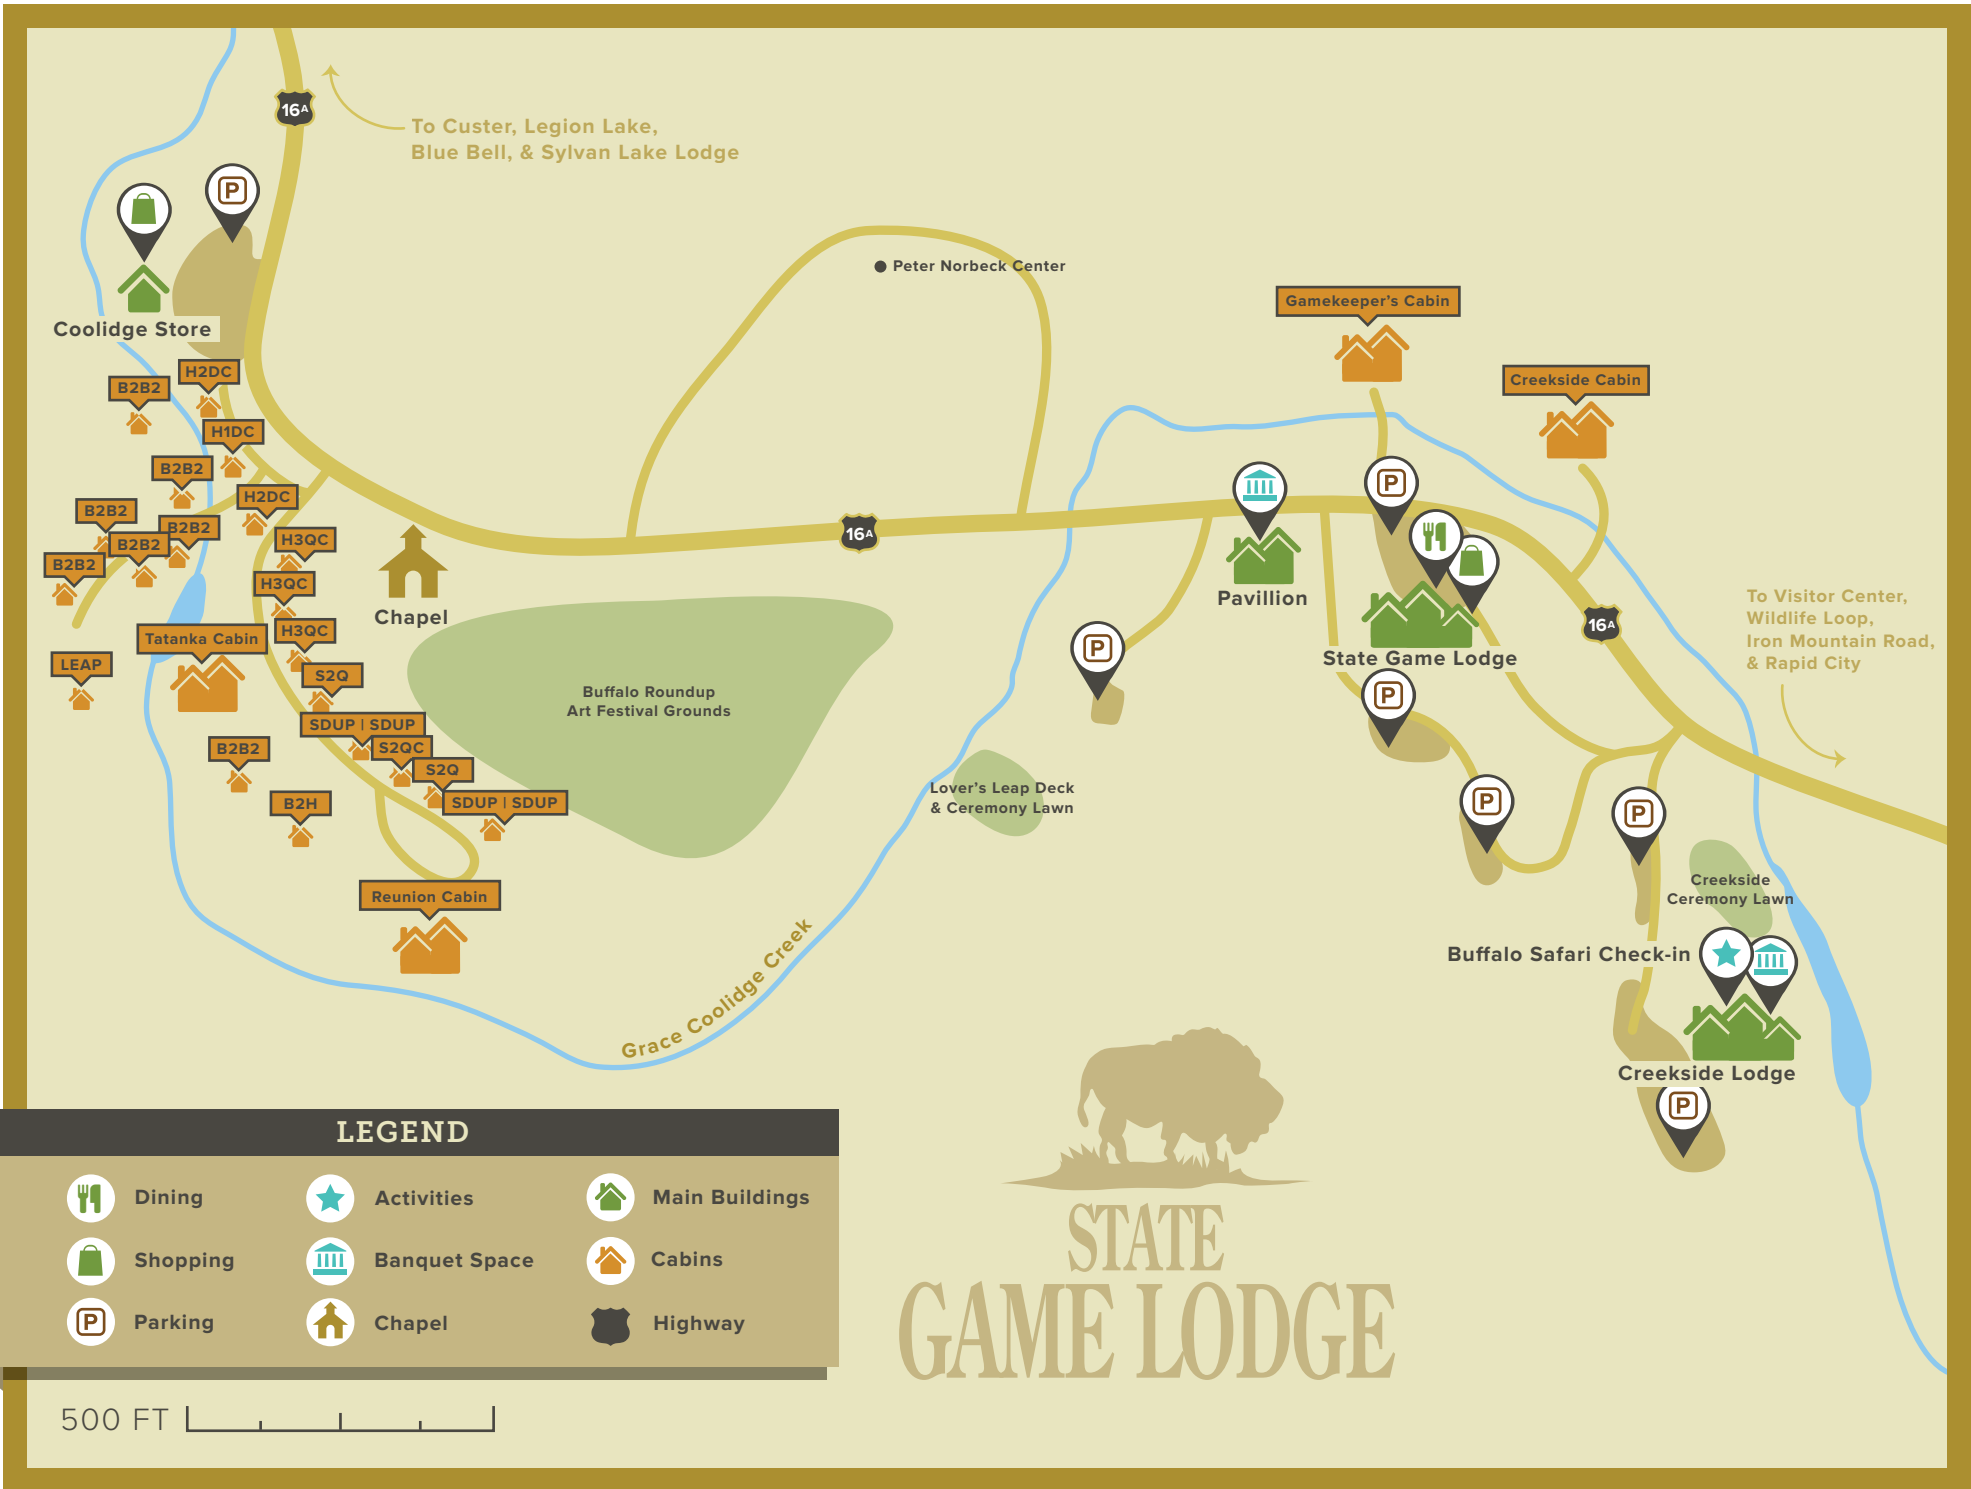 16A
To Custer, Legion Lake,
Blue Bell, & Sylvan Lake Lodge
P
Coolidge Store
Peter Norbeck Center
Gamekeeper's Cabin
Creekside Cabin
H2DC
B2B2
H1DC
B2B2
H2DC
B2B2
B2B2
B2B2
B2B2
H3QC
H3QC
H3QC
Tatanka Cabin
LEAP
S2Q
SDUP | SDUP
S2QC
S2Q
SDUP | SDUP
B2B2
B2H
Reunion Cabin
Chapel
16A
Buffalo Roundup
Art Festival Grounds
Lover's Leap Deck
& Ceremony Lawn
Grace Coolidge Creek
P
Pavillion
P
State Game Lodge
16A
To Visitor Center,
Wildlife Loop,
Iron Mountain Road,
& Rapid City
P
P
P
Creekside
Ceremony Lawn
Buffalo Safari Check-in
Creekside Lodge
P
STATE
GAME LODGE
LEGEND
Dining
Activities
Main Buildings
Shopping
Banquet Space
Cabins
P
Parking
Chapel
Highway
500 FT